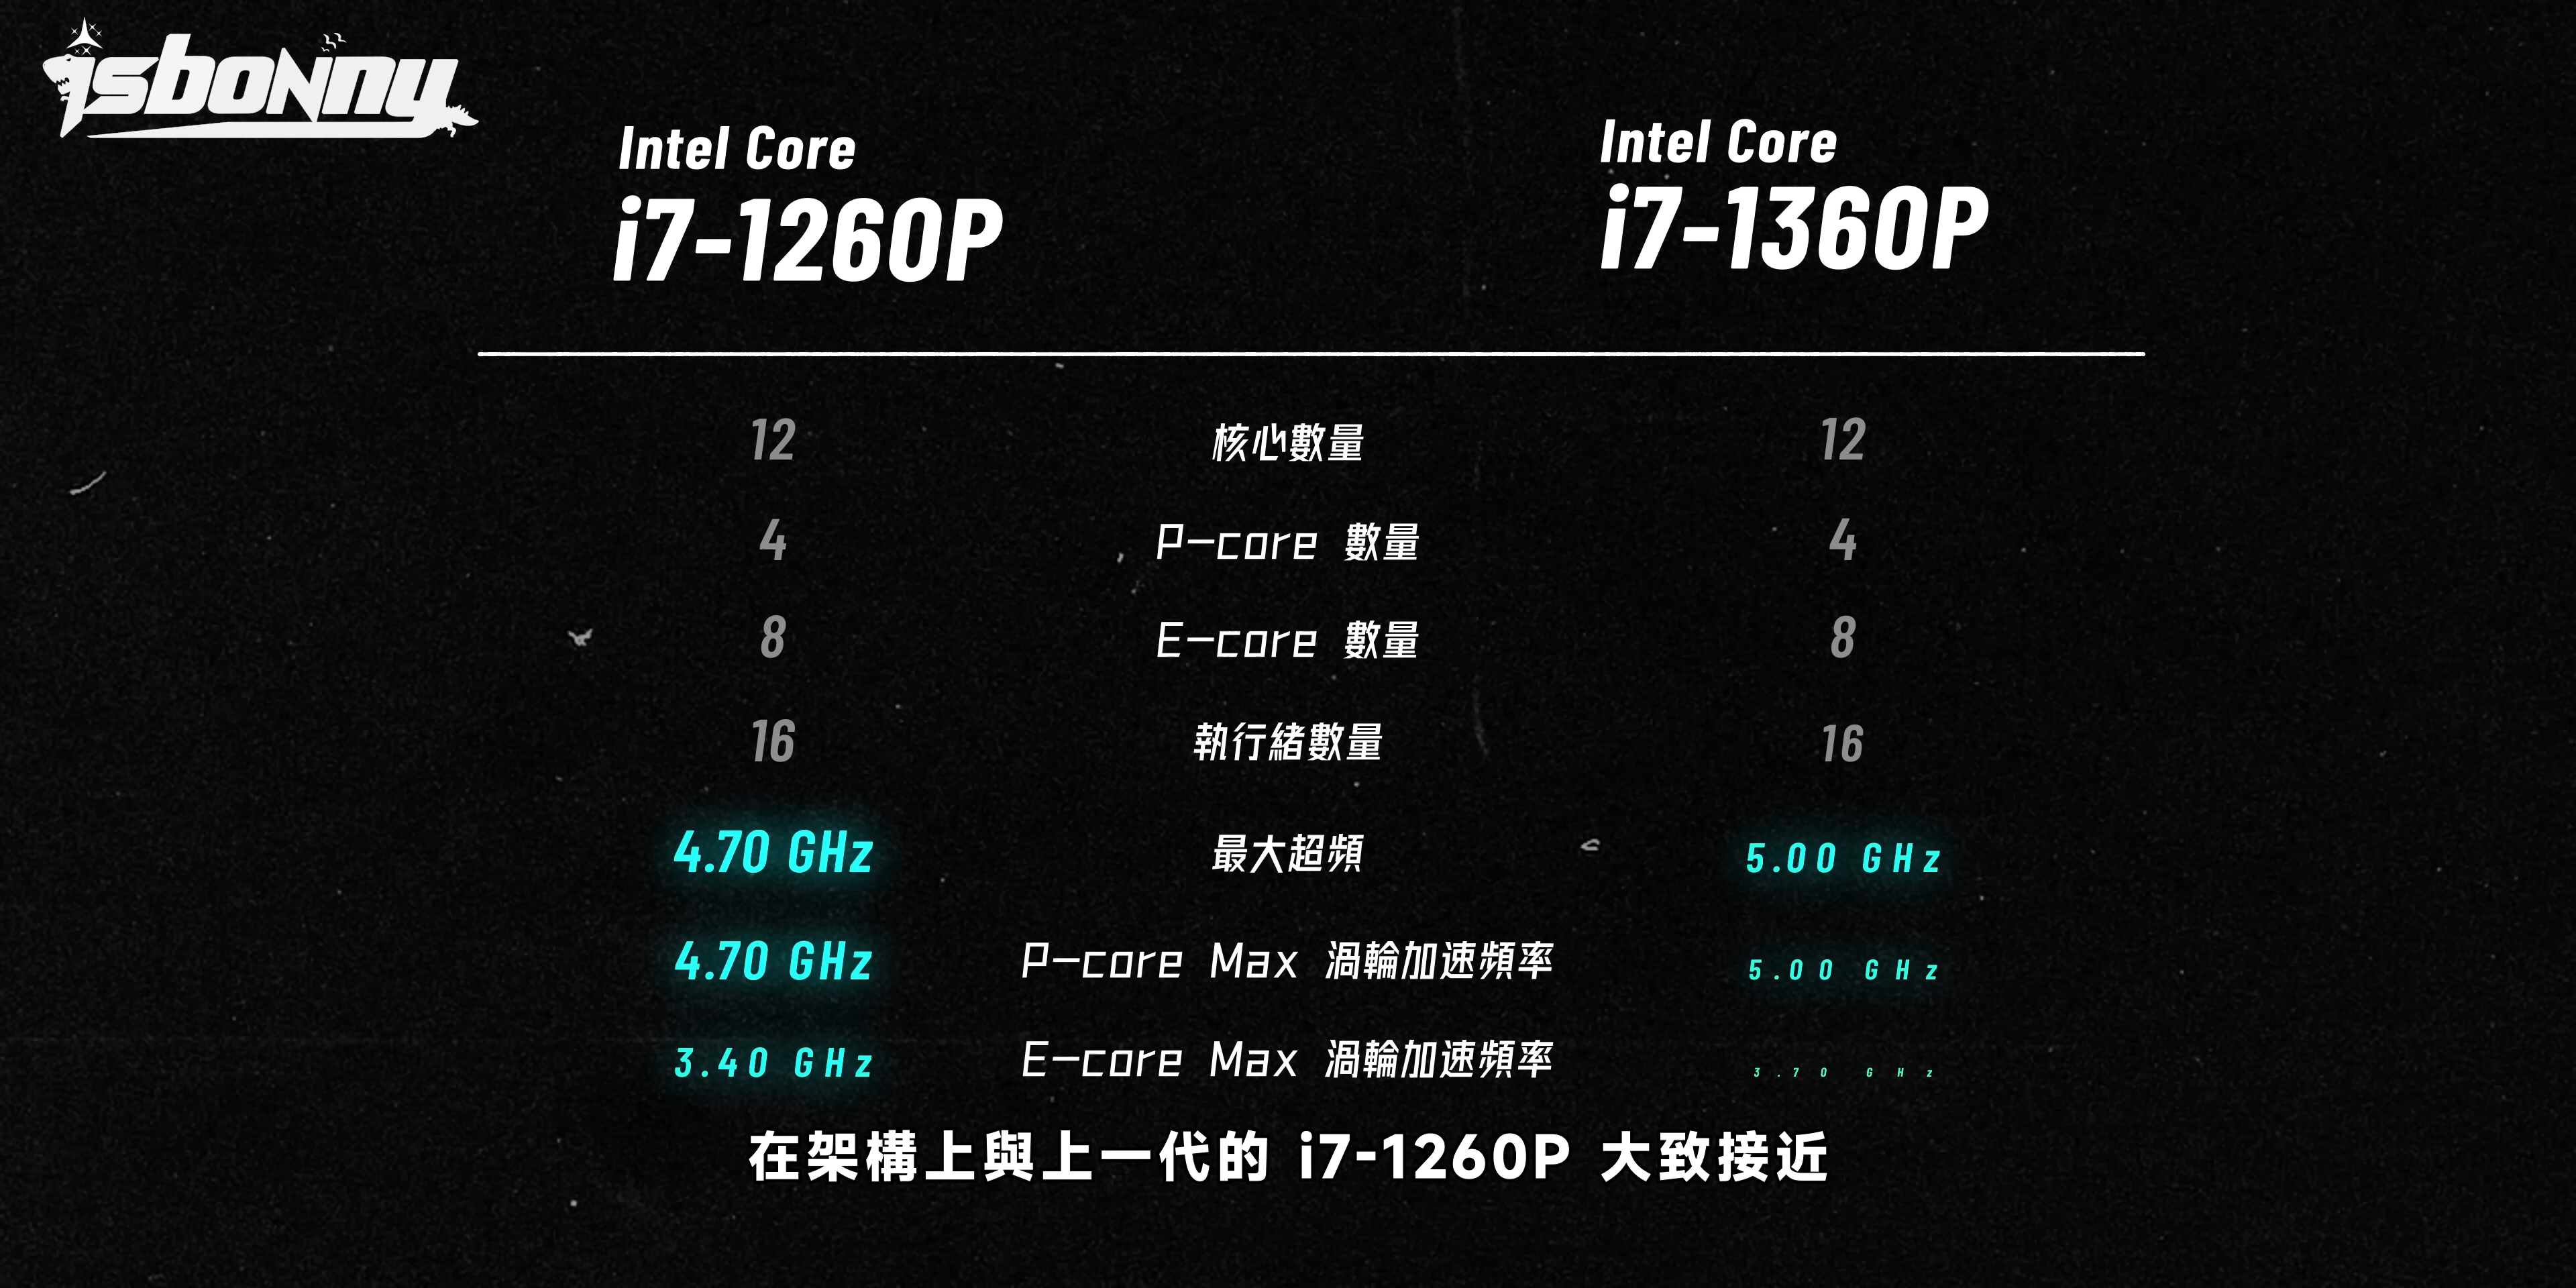 isbonny
Intel Core
i7-1260P
Intel Core
i7-1360P
12 核心數量 12
4 P-core 數量 4
8 E-core 數量 8
16 執行緒數量 16
4.70 GHz 最大超頻 5.00 GHz
4.70 GHz P-core Max 渦輪加速頻率 5.00 GHz
3.40 GHz E-core Max 渦輪加速頻率 3.70 GHz
在架構上與上一代的 i7-1260P 大致接近